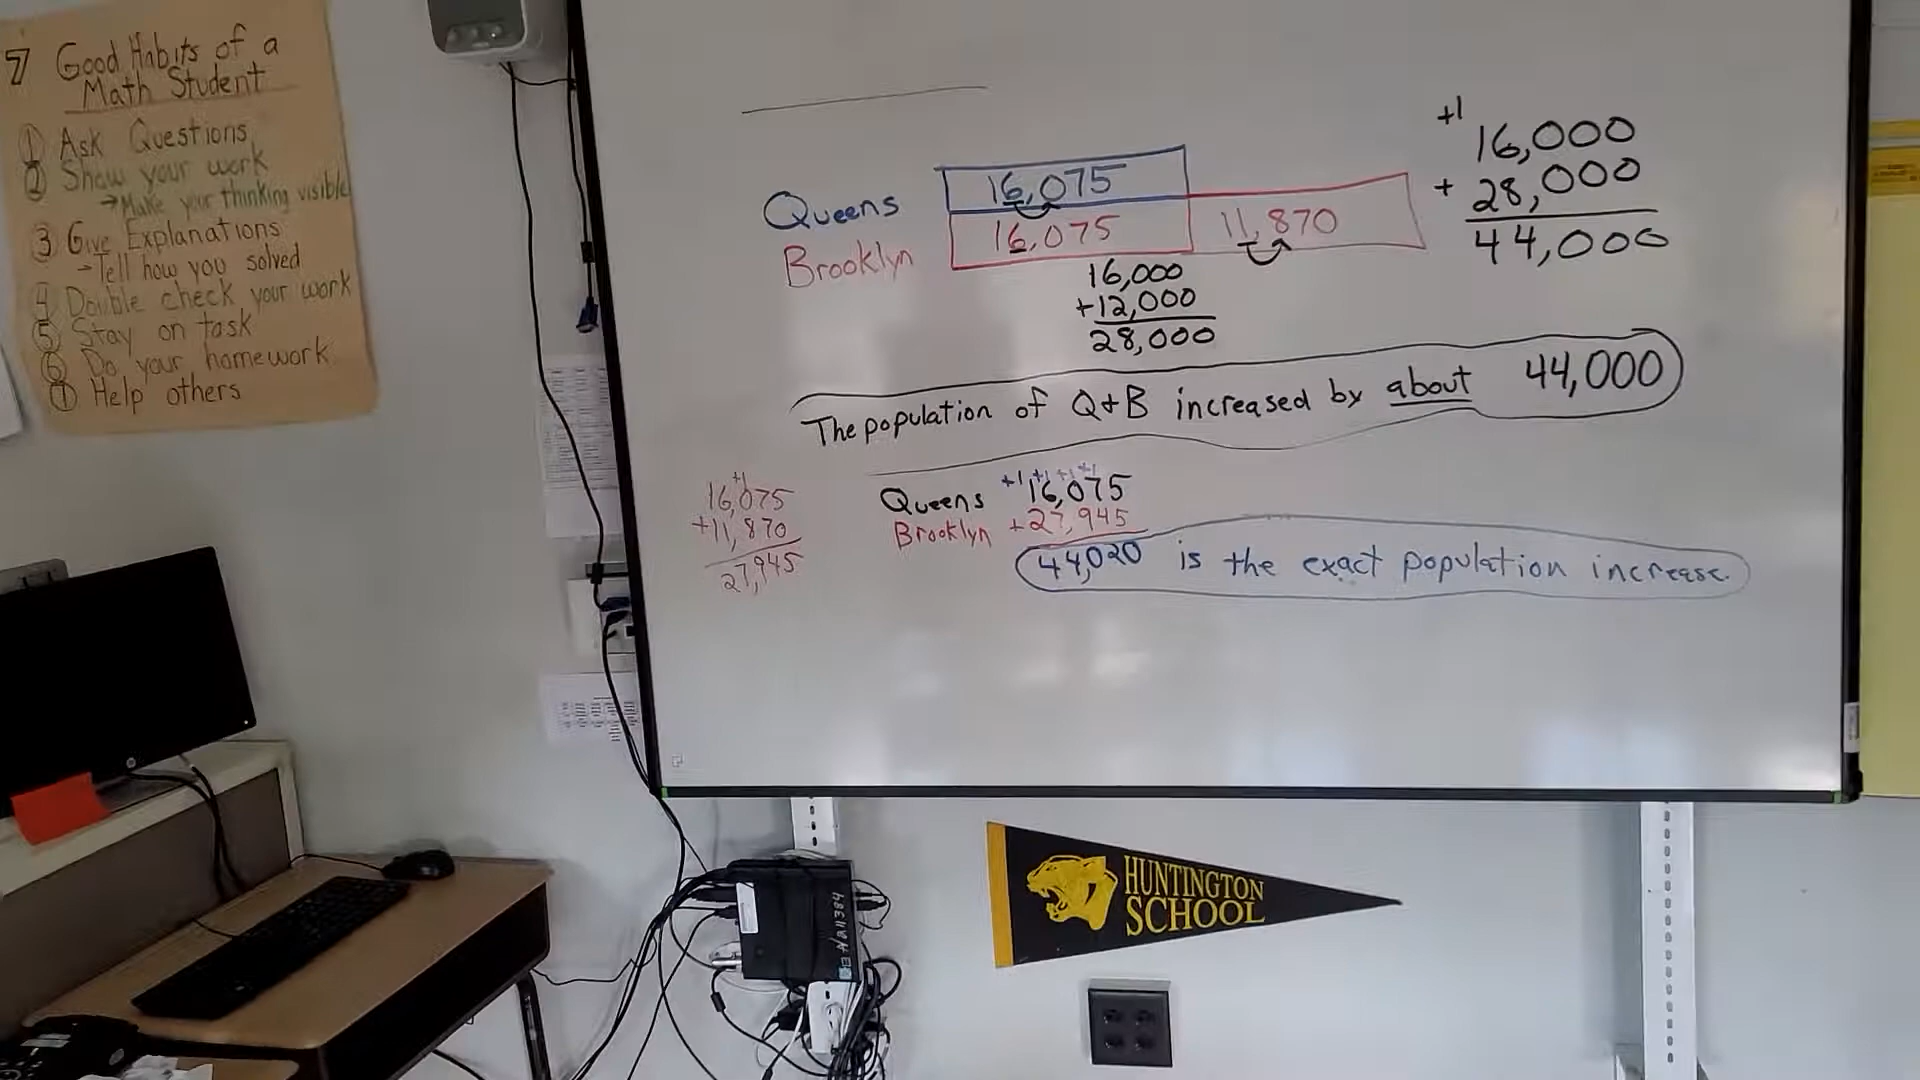 7 Good Habits of a
Math Student
① Ask Questions
② Show your work
→Make your thinking visible
③ Give Explanations
→Tell how you solved
④ Double check your work
⑤ Stay on task
⑥ Do your homework
⑦ Help others
Queens 16,075
Brooklyn 16,075 11,870
16,000
+12,000
28,000
+1
16,000
+ 28,000
44,000
The population of Q+B increased by about 44,000
+1
16,075
+11,870
27,945
+1 +1 +1 +1
Queens 16,075
Brooklyn +27,945
44,020 is the exact population increase.
HUNTINGTON
SCHOOL